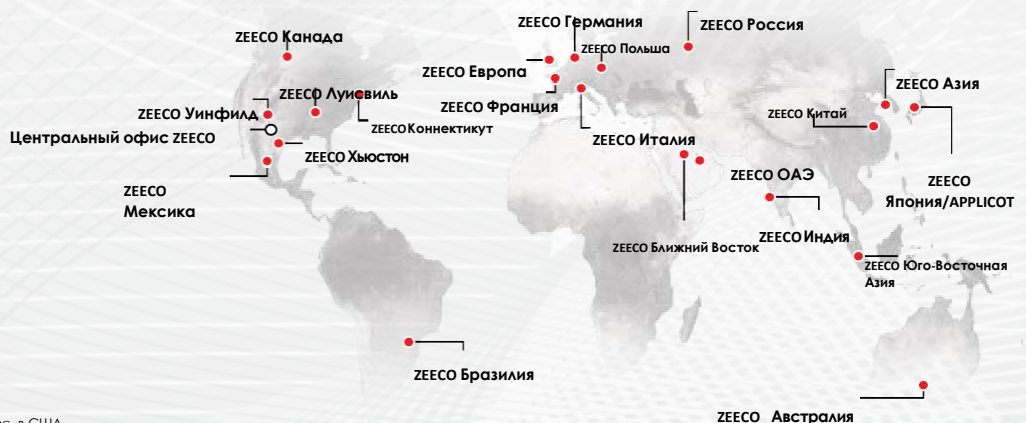 ZEECO Германия
ZEECO Россия
ZEECO Канада
ZEECO Польша
ZEECO Европа
ZEECO Азия
ZEECO Луисвиль
ZEECO Франция
ZEECO Уинфилд
ZEECO Китай
ZEECO Коннектикут
Центральный офис ZEECO
ZEECO Италия
ZEECO Хьюстон
ZEECO ОАЭ
ZEECO
Япония/APPLICOT
ZEECO
Мексика
ZEECO Индия
ZEECO Ближний Восток
ZEECO Юго-Восточная
Азия
ZEECO Бразилия
ZEECO Австралия
в США